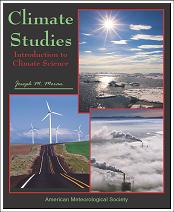 Climate
Studies
Introduction to
Climate Science
Joseph M. Moran
American Meteorological Society